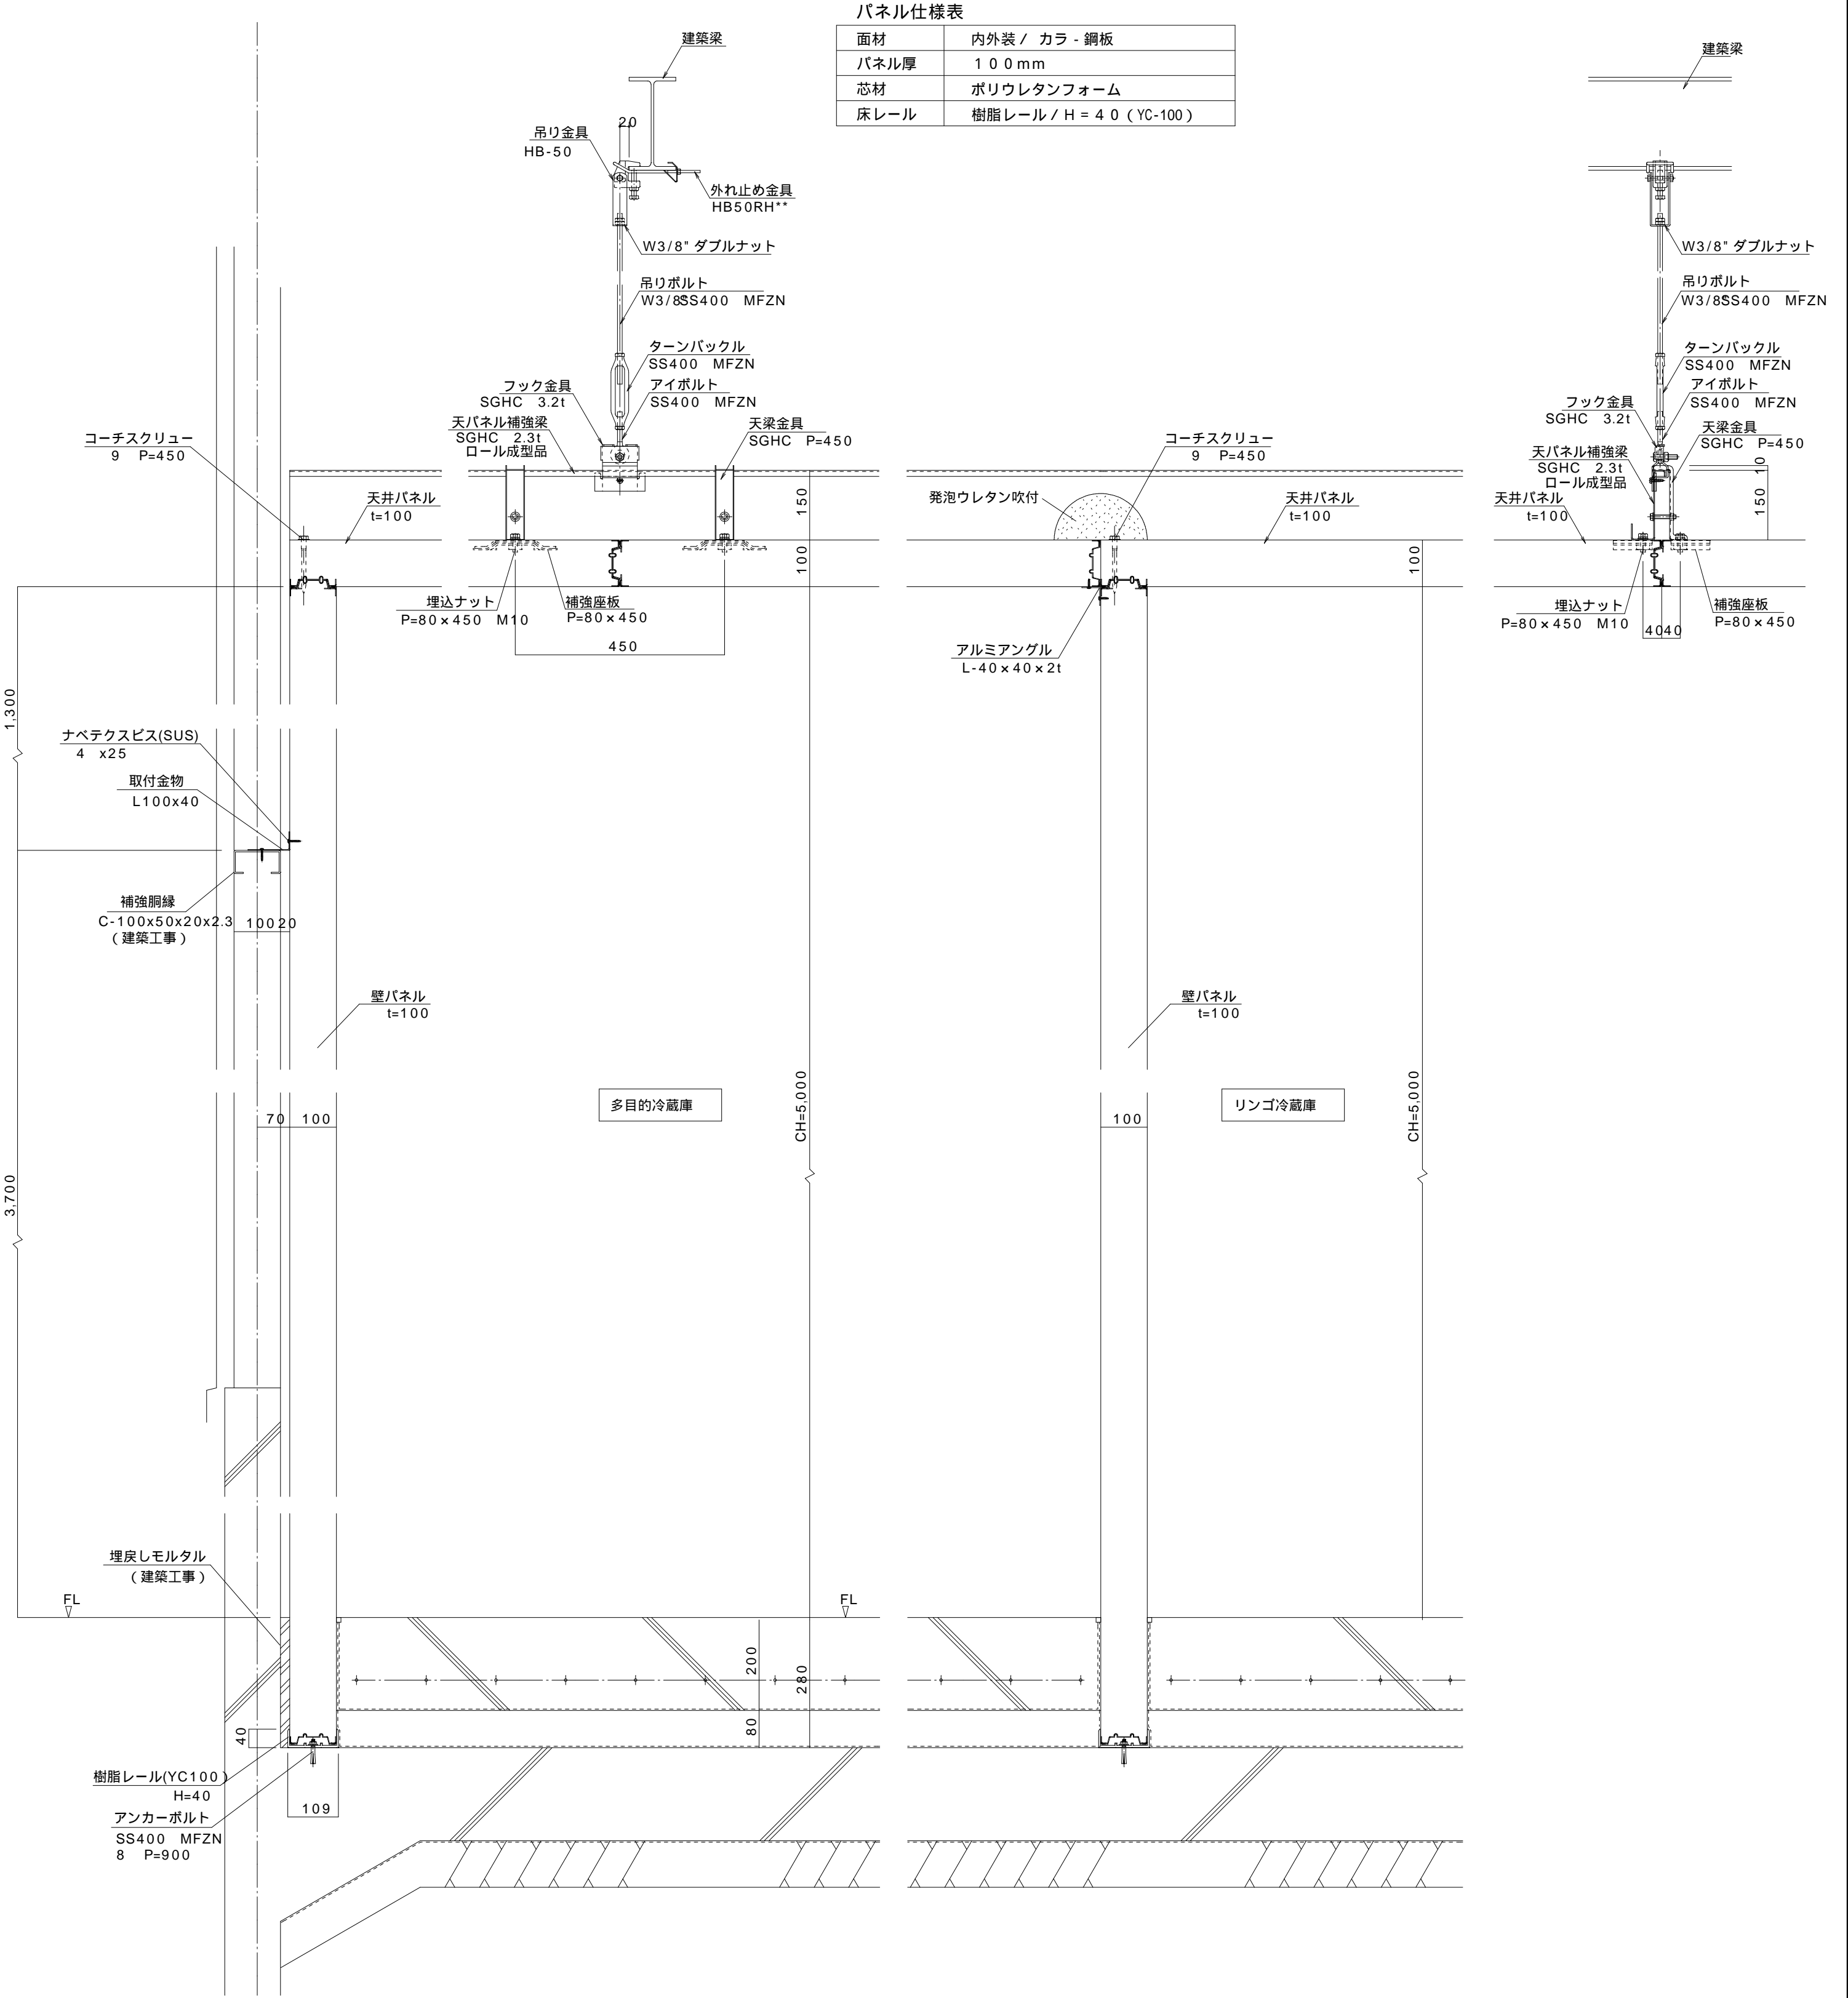 パネル仕様表
面材 内外装 / カラ - 鋼板
パネル厚 １００mm
芯材 ポリウレタンフォーム
床レール 樹脂レール / H = 4 0 ( YC-100 )
建築梁
20
吊り金具
HB-50
外れ止め金具
HB50RH**
W3/8" ダブルナット
吊りボルト
W3/8" SS400 MFZN
ターンバックル
SS400 MFZN
フック金具
SGHC 3.2t
アイボルト
SS400 MFZN
天パネル補強梁
SGHC 2.3t
ロール成型品
天梁金具
SGHC P=450
コーチスクリュー
9 P=450
天井パネル
t=100
150
100
埋込ナット
P=80×450 M10
補強座板
P=80×450
450
コーチスクリュー
9 P=450
発泡ウレタン吹付
天井パネル
t=100
100
アルミアングル
L-40×40×2t
建築梁
W3/8" ダブルナット
吊りボルト
W3/8" SS400 MFZN
ターンバックル
SS400 MFZN
アイボルト
SS400 MFZN
フック金具
SGHC 3.2t
天梁金具
SGHC P=450
天パネル補強梁
SGHC 2.3t
ロール成型品
天井パネル
t=100
10
150
埋込ナット
P=80×450 M10
補強座板
P=80×450
40 40
1,300
ナベテクスビス(SUS)
4 x25
取付金物
L100x40
補強胴縁
C-100x50x20x2.3
( 建築工事 )
100 20
壁パネル
t=100
壁パネル
t=100
70 100
多目的冷蔵庫
CH=5,000
100
リンゴ冷蔵庫
CH=5,000
3,700
埋戻しモルタル
( 建築工事 )
FL
FL
200
280
80
40
樹脂レール(YC100)
H=40
109
アンカーボルト
SS400 MFZN
8 P=900